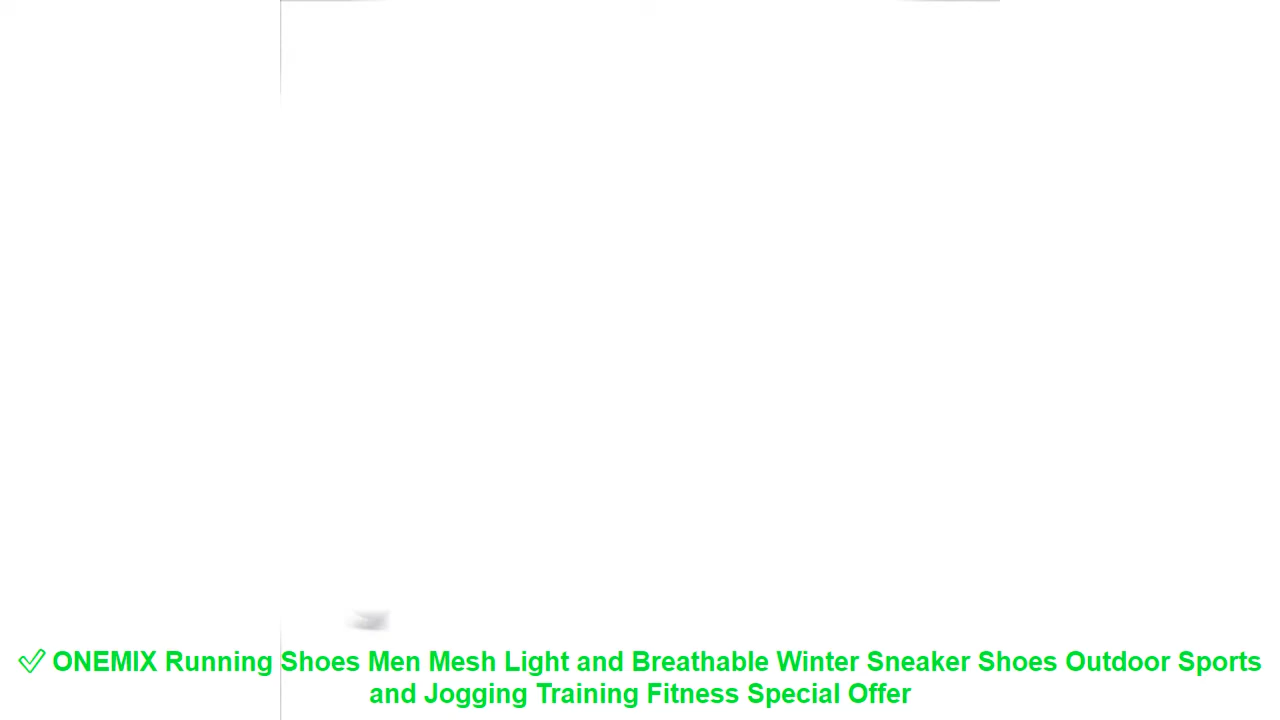 ✅ ONEMIX Running Shoes Men Mesh Light and Breathable Winter Sneaker Shoes Outdoor Sports
and Jogging Training Fitness Special Offer